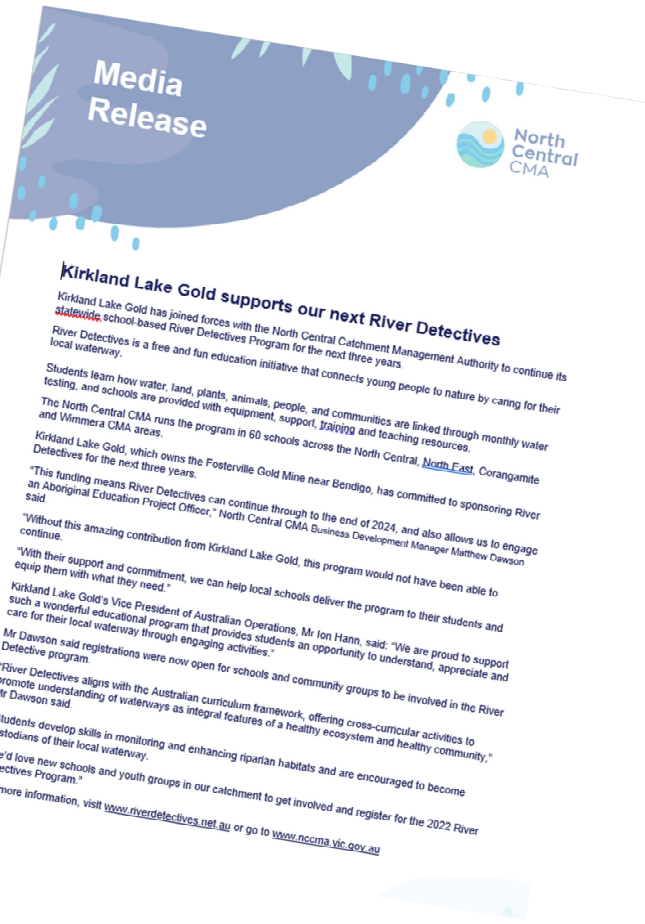 Media
Release
North
Central
CMA
Kirkland Lake Gold supports our next River Detectives
Kirkland Lake Gold has joined forces with the North Central Catchment Management Authority to continue its
statewide school-based River Detectives Program for the next three years.
River Detectives is a free and fun education initiative that connects young people to nature by caring for their
local waterway.
Students learn how water, land, plants, animals, people, and communities are linked through monthly water
testing, and schools are provided with equipment, support, training and teaching resources.
The North Central CMA runs the program in 60 schools across the North Central, North East, Corangamite
and Wimmera CMA areas.
Kirkland Lake Gold, which owns the Fosterville Gold Mine near Bendigo, has committed to sponsoring River
Detectives for the next three years.
“This funding means River Detectives can continue through to the end of 2024, and also allows us to engage
an Aboriginal Education Project Officer,” North Central CMA Business Development Manager Matthew Dawson
said.
“Without this amazing contribution from Kirkland Lake Gold, this program would not have been able to
continue.
“With their support and commitment, we can help local schools deliver the program to their students and
equip them with what they need.”
Kirkland Lake Gold’s Vice President of Australian Operations, Mr Ion Hann, said: “We are proud to support
such a wonderful educational program that provides students an opportunity to understand, appreciate and
care for their local waterway through engaging activities.”
Mr Dawson said registrations were now open for schools and community groups to be involved in the River
Detective program.
“River Detectives aligns with the Australian curriculum framework, offering cross-curricular activities to
promote understanding of waterways as integral features of a healthy ecosystem and healthy community,”
Mr Dawson said.
tudents develop skills in monitoring and enhancing riparian habitats and are encouraged to become
stodians of their local waterway.
e’d love new schools and youth groups in our catchment to get involved and register for the 2022 River
ectives Program.”
more information, visit www.riverdetectives.net.au or go to www.nccma.vic.gov.au